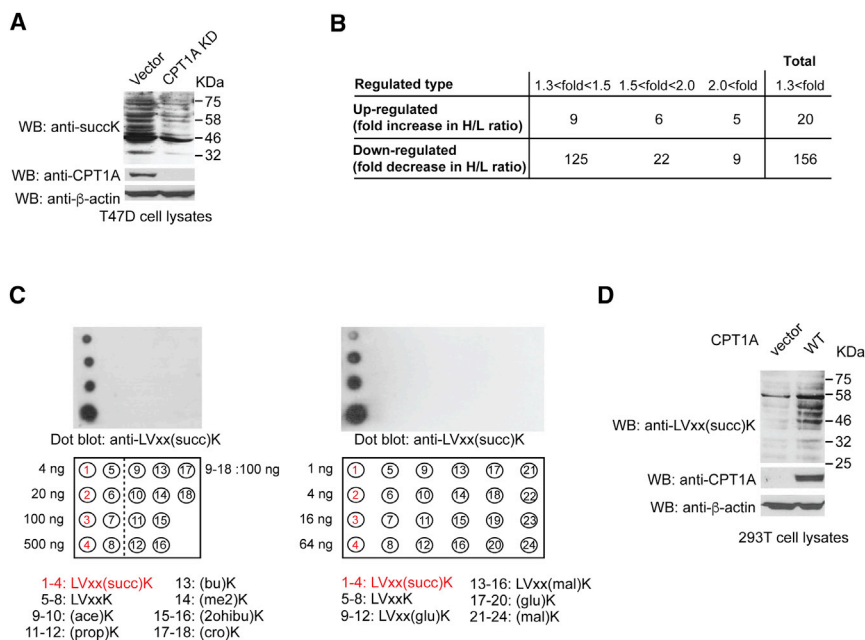 A
Vector
CPT1A KD
KDa
WB: anti-succK
75
58
46
32
WB: anti-CPT1A
WB: anti-β-actin
T47D cell lysates
B
Total
Regulated type 1.3<fold<1.5 1.5<fold<2.0 2.0<fold 1.3<fold
Up-regulated
(fold increase in H/L ratio) 9 6 5 20
Down-regulated
(fold decrease in H/L ratio) 125 22 9 156
C
Dot blot: anti-LVxx(succ)K
4 ng 1 5 9 13 17 9-18 :100 ng
20 ng 2 6 10 14 18
100 ng 3 7 11 15
500 ng 4 8 12 16
1-4: LVxx(succ)K 13: (bu)K
5-8: LVxxK 14: (me2)K
9-10: (ace)K 15-16: (2ohibu)K
11-12: (prop)K 17-18: (cro)K
Dot blot: anti-LVxx(succ)K
1 ng 1 5 9 13 17 21
4 ng 2 6 10 14 18 22
16 ng 3 7 11 15 19 23
64 ng 4 8 12 16 20 24
1-4: LVxx(succ)K 13-16: LVxx(mal)K
5-8: LVxxK 17-20: (glu)K
9-12: LVxx(glu)K 21-24: (mal)K
D
CPT1A vector WT
KDa
75
58
WB: anti-LVxx(succ)K
46
32
25
WB: anti-CPT1A
WB: anti-β-actin
293T cell lysates